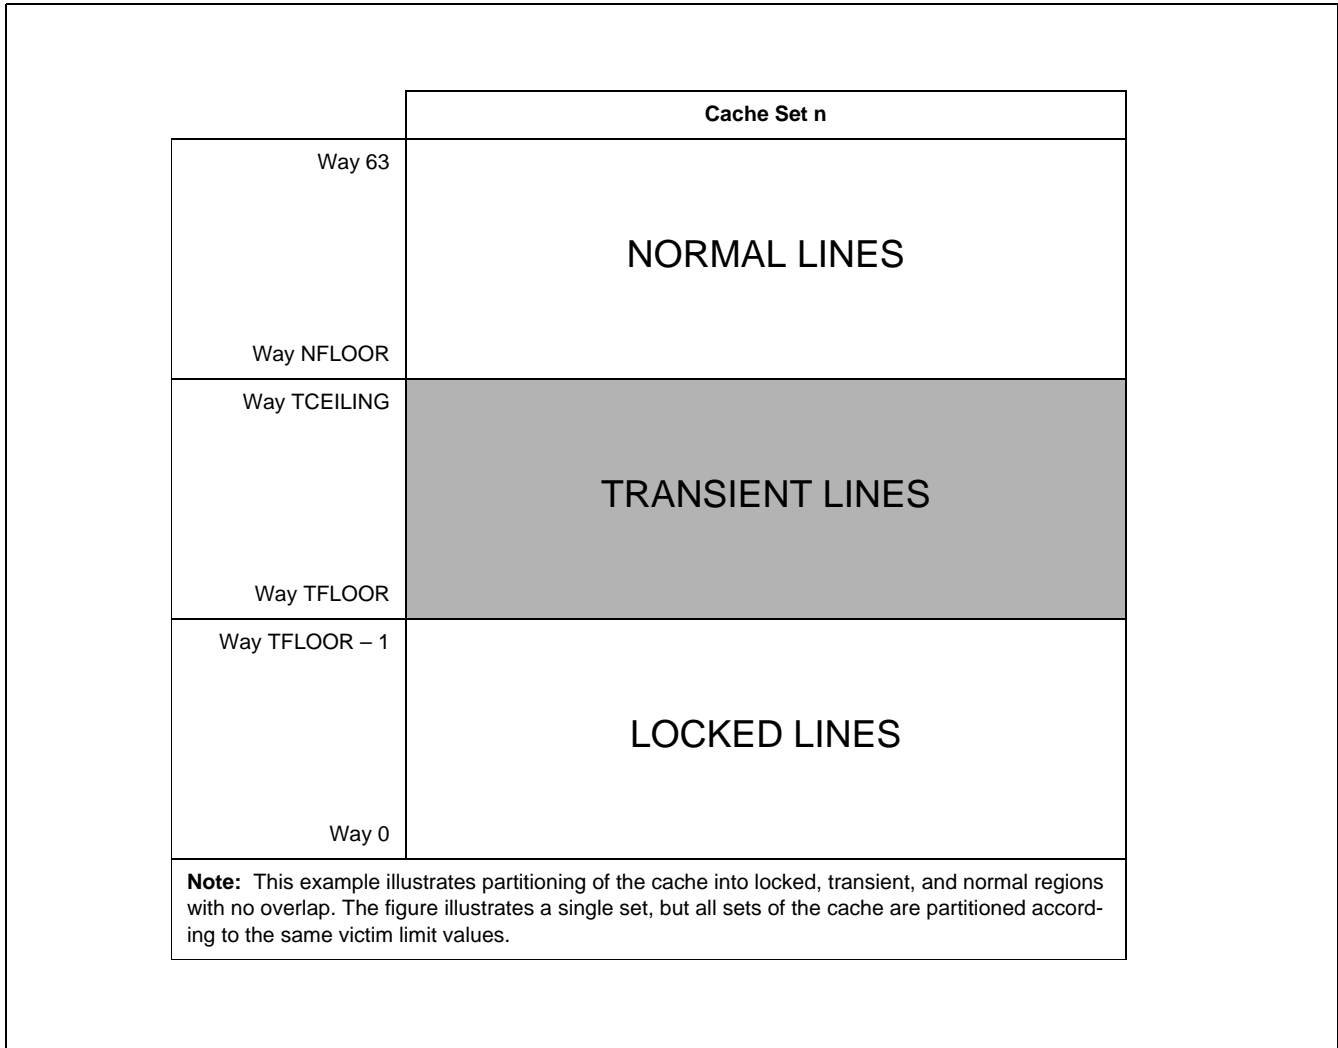 Cache Set n
Way 63
NORMAL LINES
Way NFLOOR
Way TCEILING
TRANSIENT LINES
Way TFLOOR
Way TFLOOR – 1
LOCKED LINES
Way 0
Note: This example illustrates partitioning of the cache into locked, transient, and normal regions
with no overlap. The figure illustrates a single set, but all sets of the cache are partitioned accord-
ing to the same victim limit values.